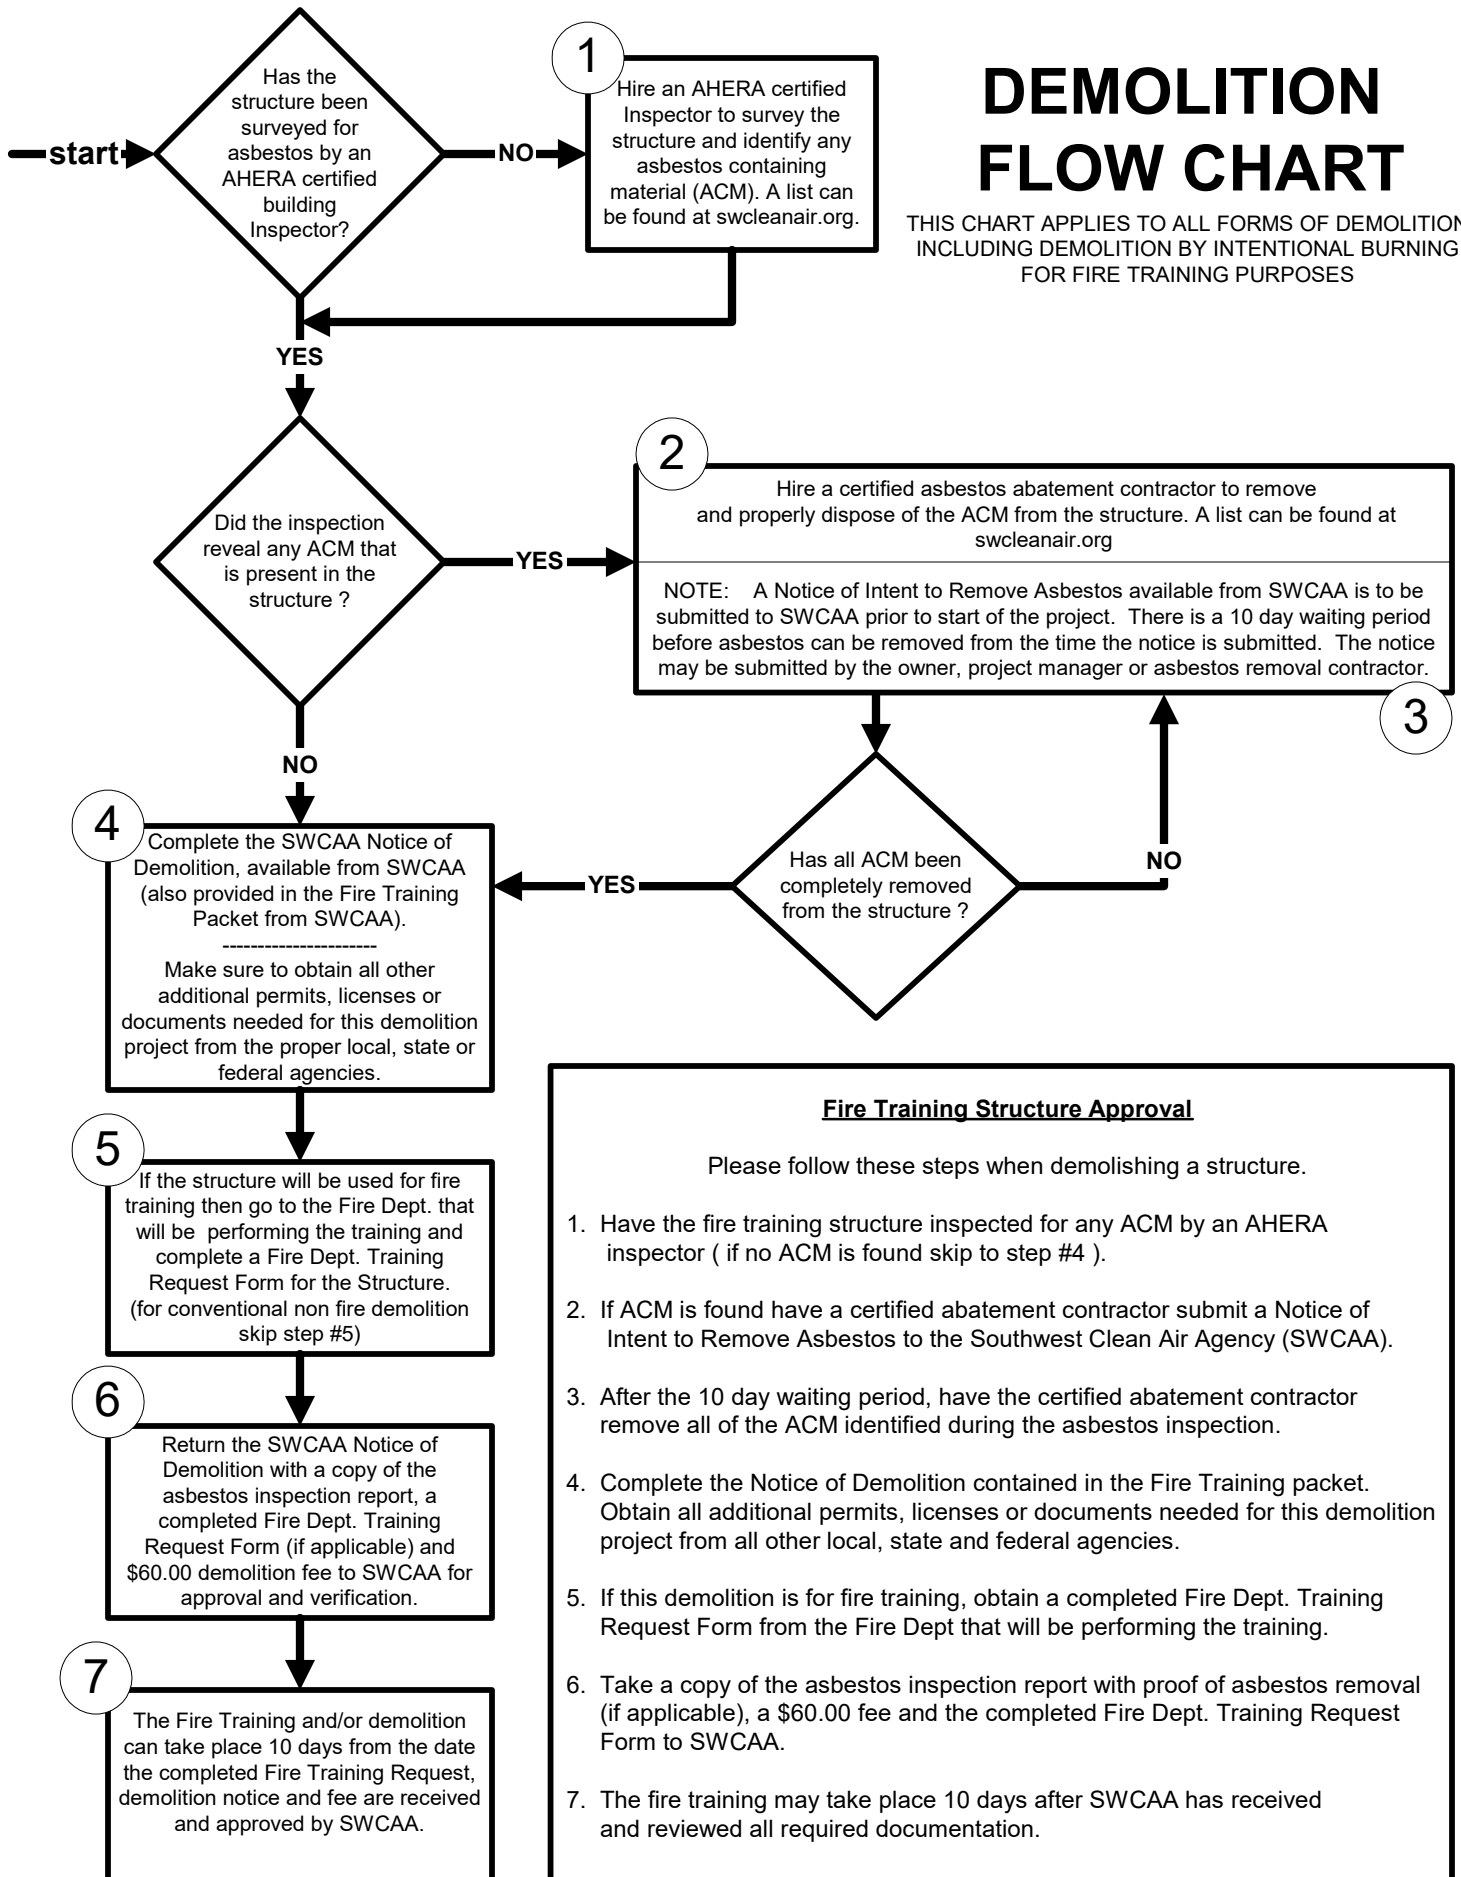 DEMOLITION
FLOW CHART
THIS CHART APPLIES TO ALL FORMS OF DEMOLITION
INCLUDING DEMOLITION BY INTENTIONAL BURNING
FOR FIRE TRAINING PURPOSES
start
Has the
structure been
surveyed for
asbestos by an
AHERA certified
building
Inspector?
NO
1
Hire an AHERA certified
Inspector to survey the
structure and identify any
asbestos containing
material (ACM). A list can
be found at swcleanair.org.
YES
Did the inspection
reveal any ACM that
is present in the
structure ?
YES
2
Hire a certified asbestos abatement contractor to remove
and properly dispose of the ACM from the structure. A list can be found at
swcleanair.org
NOTE: A Notice of Intent to Remove Asbestos available from SWCAA is to be
submitted to SWCAA prior to start of the project. There is a 10 day waiting period
before asbestos can be removed from the time the notice is submitted. The notice
may be submitted by the owner, project manager or asbestos removal contractor.
3
NO
Has all ACM been
completely removed
from the structure ?
NO
YES
4
Complete the SWCAA Notice of
Demolition, available from SWCAA
(also provided in the Fire Training
Packet from SWCAA).
----------------------
Make sure to obtain all other
additional permits, licenses or
documents needed for this demolition
project from the proper local, state or
federal agencies.
5
If the structure will be used for fire
training then go to the Fire Dept. that
will be performing the training and
complete a Fire Dept. Training
Request Form for the Structure.
(for conventional non fire demolition
skip step #5)
6
Return the SWCAA Notice of
Demolition with a copy of the
asbestos inspection report, a
completed Fire Dept. Training
Request Form (if applicable) and
$60.00 demolition fee to SWCAA for
approval and verification.
7
The Fire Training and/or demolition
can take place 10 days from the date
the completed Fire Training Request,
demolition notice and fee are received
and approved by SWCAA.
Fire Training Structure Approval
Please follow these steps when demolishing a structure.
1. Have the fire training structure inspected for any ACM by an AHERA
inspector ( if no ACM is found skip to step #4 ).
2. If ACM is found have a certified abatement contractor submit a Notice of
Intent to Remove Asbestos to the Southwest Clean Air Agency (SWCAA).
3. After the 10 day waiting period, have the certified abatement contractor
remove all of the ACM identified during the asbestos inspection.
4. Complete the Notice of Demolition contained in the Fire Training packet.
Obtain all additional permits, licenses or documents needed for this demolition
project from all other local, state and federal agencies.
5. If this demolition is for fire training, obtain a completed Fire Dept. Training
Request Form from the Fire Dept that will be performing the training.
6. Take a copy of the asbestos inspection report with proof of asbestos removal
(if applicable), a $60.00 fee and the completed Fire Dept. Training Request
Form to SWCAA.
7. The fire training may take place 10 days after SWCAA has received
and reviewed all required documentation.